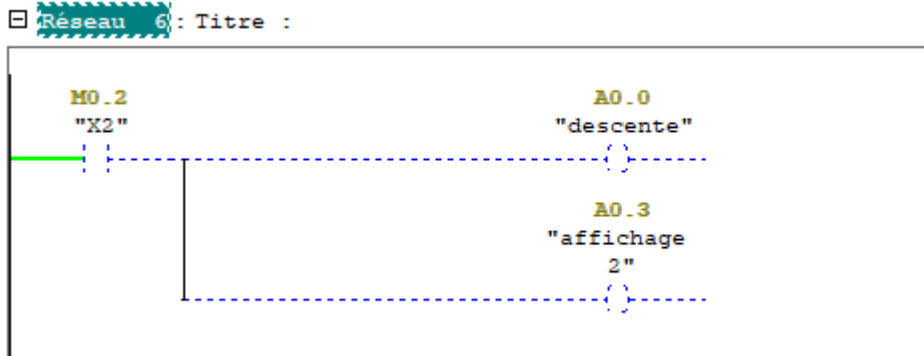 Réseau 6 : Titre :
M0.2
"X2"
A0.0
"descente"
A0.3
"affichage
2"